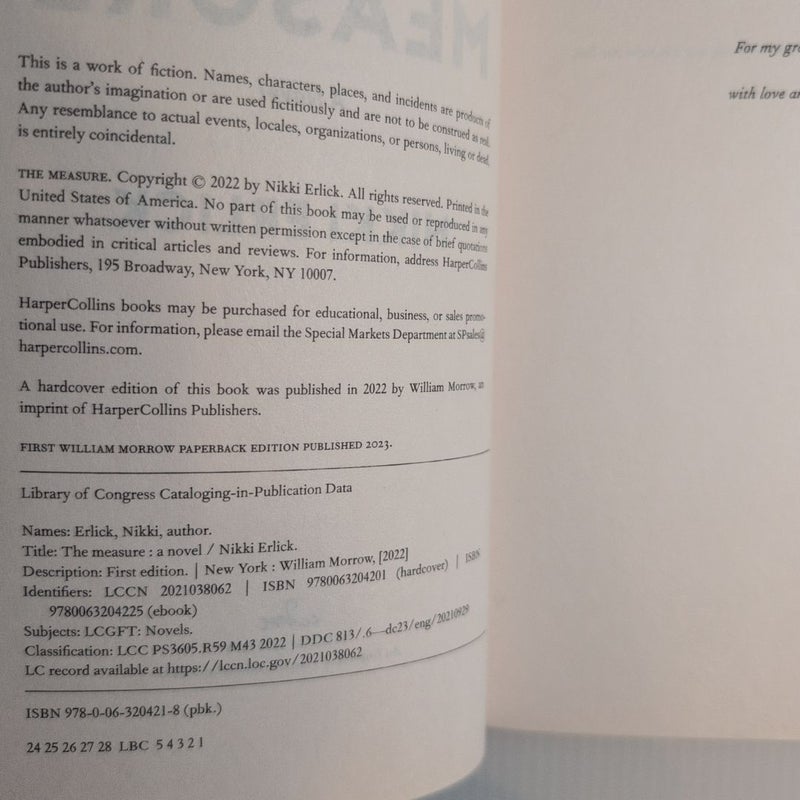 MEASURE
This is a work of fiction. Names, characters, places, and incidents are products of
the author's imagination or are used fictitiously and are not to be construed as real.
Any resemblance to actual events, locales, organizations, or persons, living or dead,
is entirely coincidental.
THE MEASURE. Copyright © 2022 by Nikki Erlick. All rights reserved. Printed in the
United States of America. No part of this book may be used or reproduced in any
manner whatsoever without written permission except in the case of brief quotations
embodied in critical articles and reviews. For information, address HarperCollins
Publishers, 195 Broadway, New York, NY 10007.
HarperCollins books may be purchased for educational, business, or sales promo-
tional use. For information, please email the Special Markets Department at SPsales@
harpercollins.com.
A hardcover edition of this book was published in 2022 by William Morrow, an
imprint of HarperCollins Publishers.
FIRST WILLIAM MORROW PAPERBACK EDITION PUBLISHED 2023.
Library of Congress Cataloging-in-Publication Data
Names: Erlick, Nikki, author.
Title: The measure : a novel / Nikki Erlick.
Description: First edition. | New York : William Morrow, [2022]
Identifiers: LCCN 2021038062 | ISBN 9780063204201 (hardcover) | ISBN
9780063204225 (ebook)
Subjects: LCGFT: Novels.
Classification: LCC PS3605.R59 M43 2022 | DDC 813/.6—dc23/eng/20210929
LC record available at https://lccn.loc.gov/2021038062
ISBN 978-0-06-320421-8 (pbk.)
24 25 26 27 28 LBC 5 4 3 2 1
For my gr
with love a